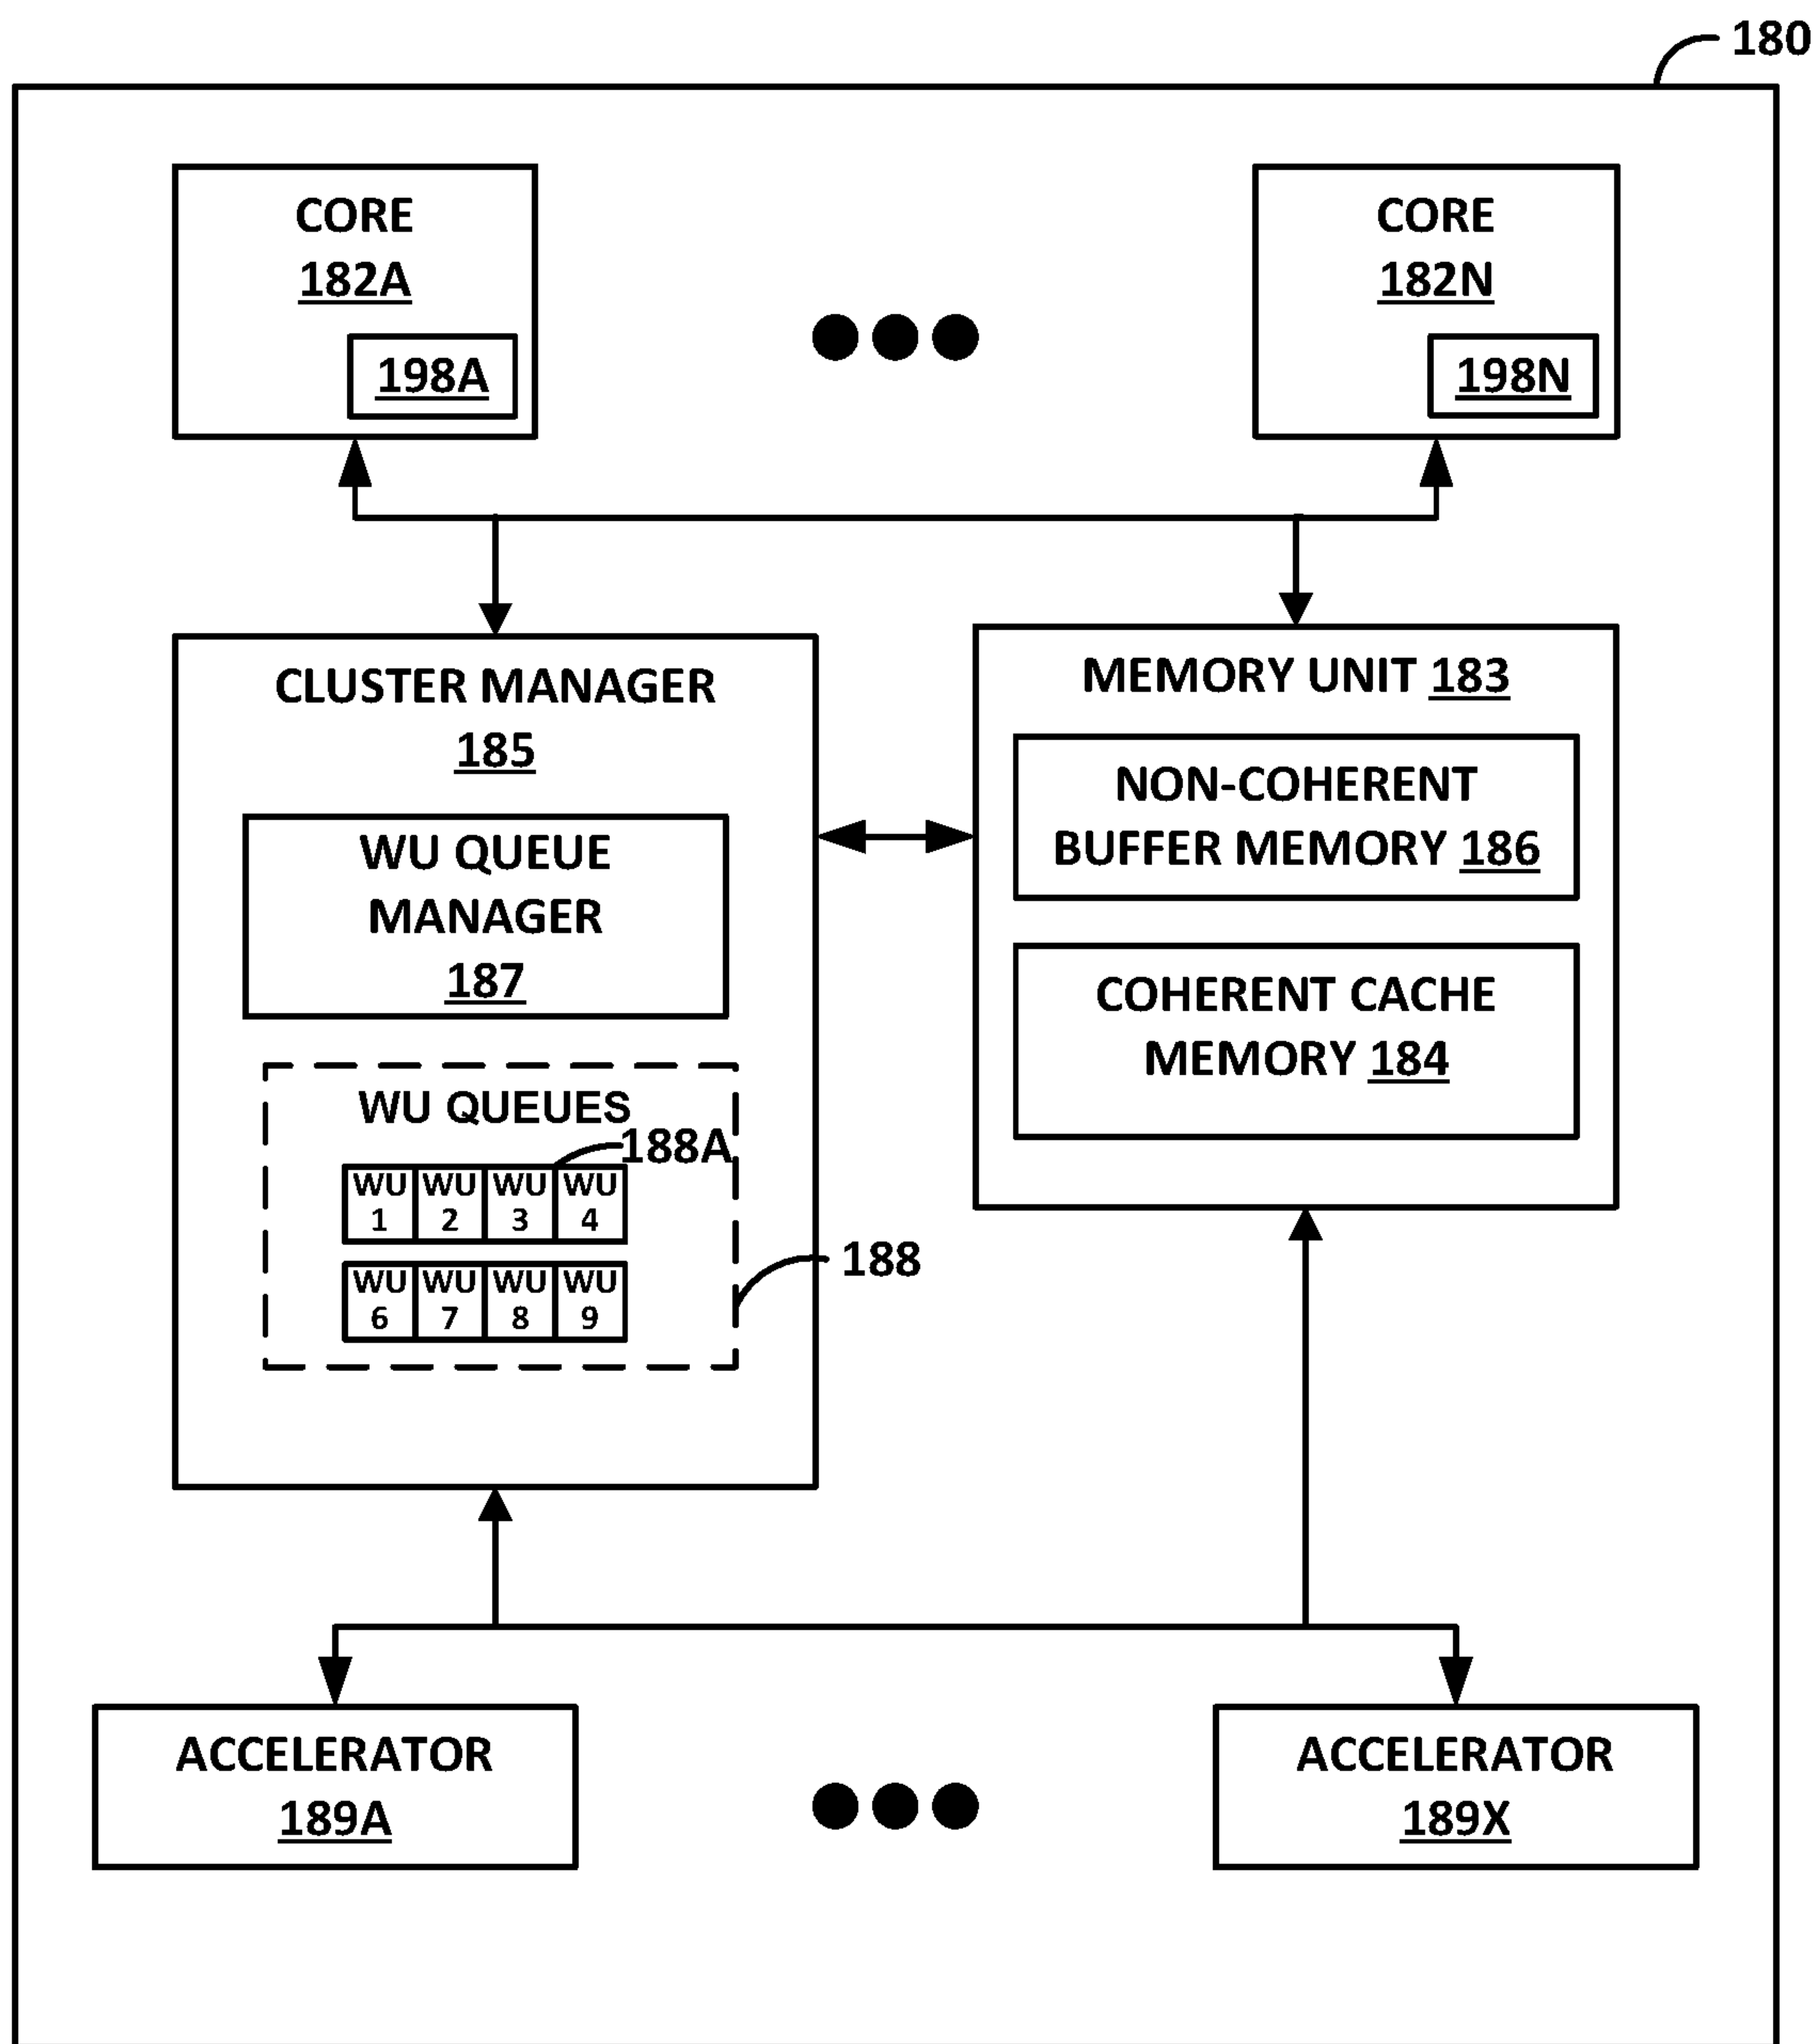 180
CORE
182A
198A
CORE
182N
198N
CLUSTER MANAGER
185
WU QUEUE
MANAGER
187
WU QUEUES
188A
WU WU WU WU
1 2 3 4
WU WU WU WU
6 7 8 9
188
MEMORY UNIT 183
NON-COHERENT
BUFFER MEMORY 186
COHERENT CACHE
MEMORY 184
ACCELERATOR
189A
ACCELERATOR
189X